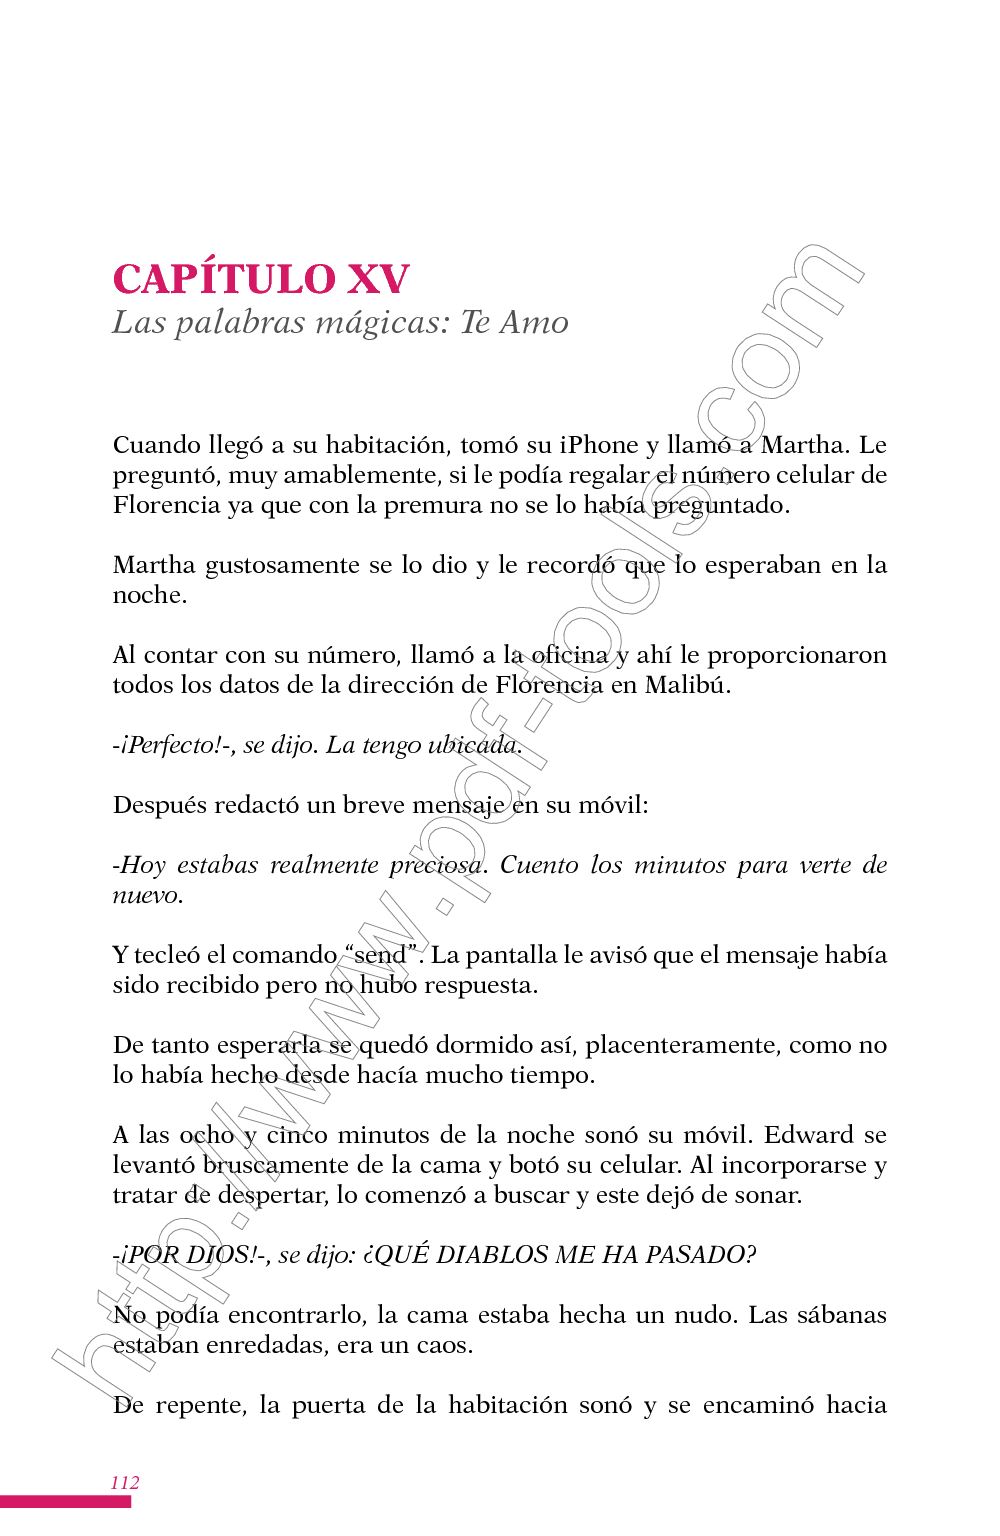 CAPÍTULO XV
Las palabras mágicas: Te Amo
Cuando llegó a su habitación, tomó su iPhone y llamó a Martha. Le
preguntó, muy amablemente, si le podía regalar el número celular de
Florencia ya que con la premura no se lo había preguntado.
Martha gustosamente se lo dio y le recordó que lo esperaban en la
noche.
Al contar con su número, llamó a la oficina y ahí le proporcionaron
todos los datos de la dirección de Florencia en Malibú.
-¡Perfecto!-, se dijo. La tengo ubicada.
Después redactó un breve mensaje en su móvil:
-Hoy estabas realmente preciosa. Cuento los minutos para verte de
nuevo.
Y tecleó el comando “send”. La pantalla le avisó que el mensaje había
sido recibido pero no hubo respuesta.
De tanto esperarla se quedó dormido así, placenteramente, como no
lo había hecho desde hacía mucho tiempo.
A las ocho y cinco minutos de la noche sonó su móvil. Edward se
levantó bruscamente de la cama y botó su celular. Al incorporarse y
tratar de despertar, lo comenzó a buscar y este dejó de sonar.
-¡POR DIOS!-, se dijo: ¿QUÉ DIABLOS ME HA PASADO?
No podía encontrarlo, la cama estaba hecha un nudo. Las sábanas
estaban enredadas, era un caos.
De repente, la puerta de la habitación sonó y se encaminó hacia
112
http://www.pdf-tools.com